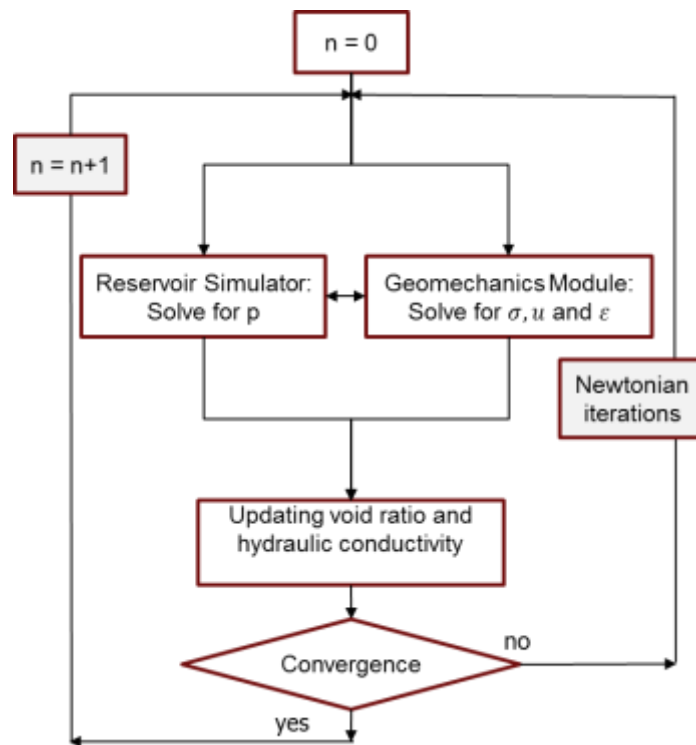 n = 0
n = n+1
Reservoir Simulator:
Solve for p
Geomechanics Module:
Solve for σ, u and ε
Newtonian
iterations
Updating void ratio and
hydraulic conductivity
Convergence
no
yes